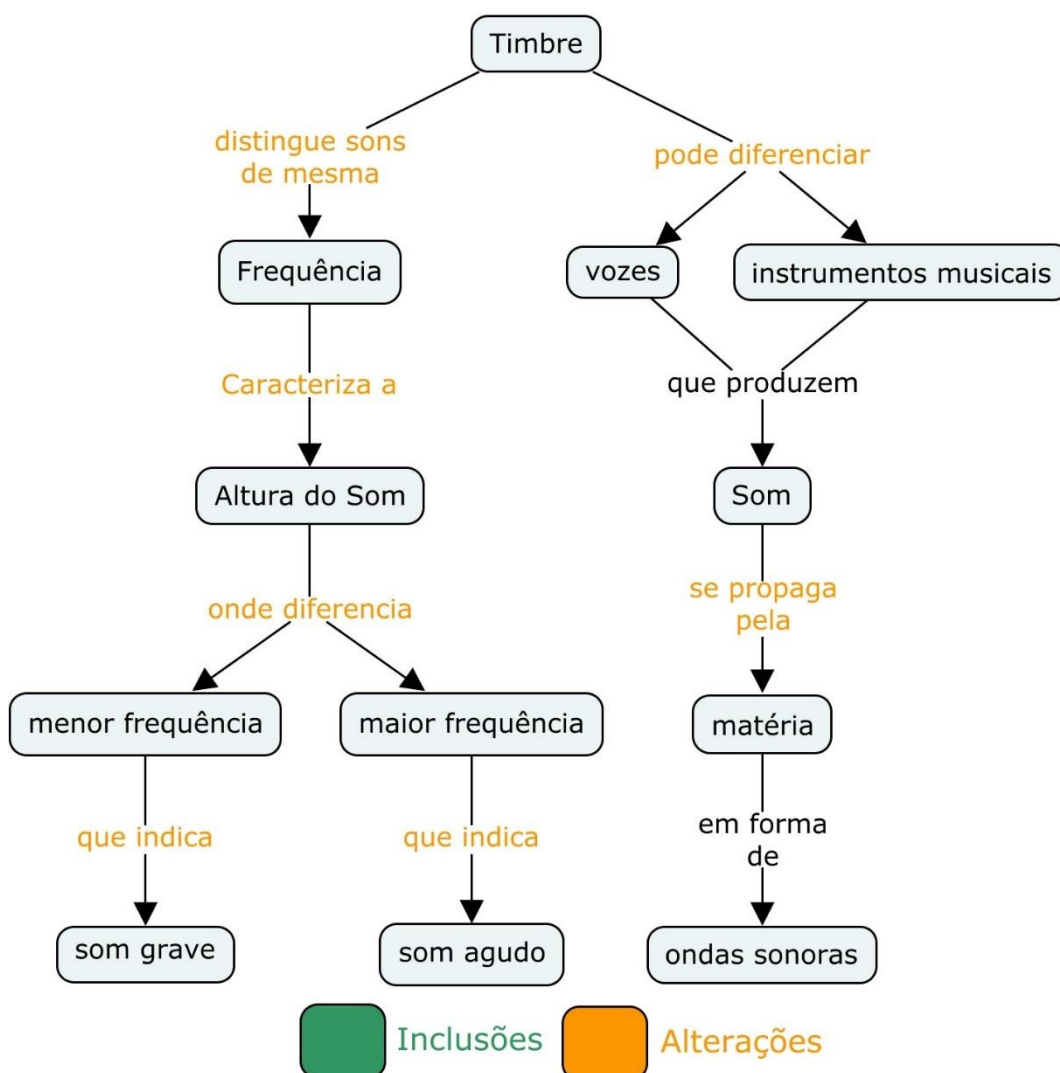 Timbre
distingue sons
de mesma
pode diferenciar
Frequência
vozes
instrumentos musicais
Caracteriza a
que produzem
Altura do Som
Som
onde diferencia
se propaga
pela
menor frequência
maior frequência
matéria
que indica
que indica
em forma
de
som grave
som agudo
ondas sonoras
Inclusões
Alterações